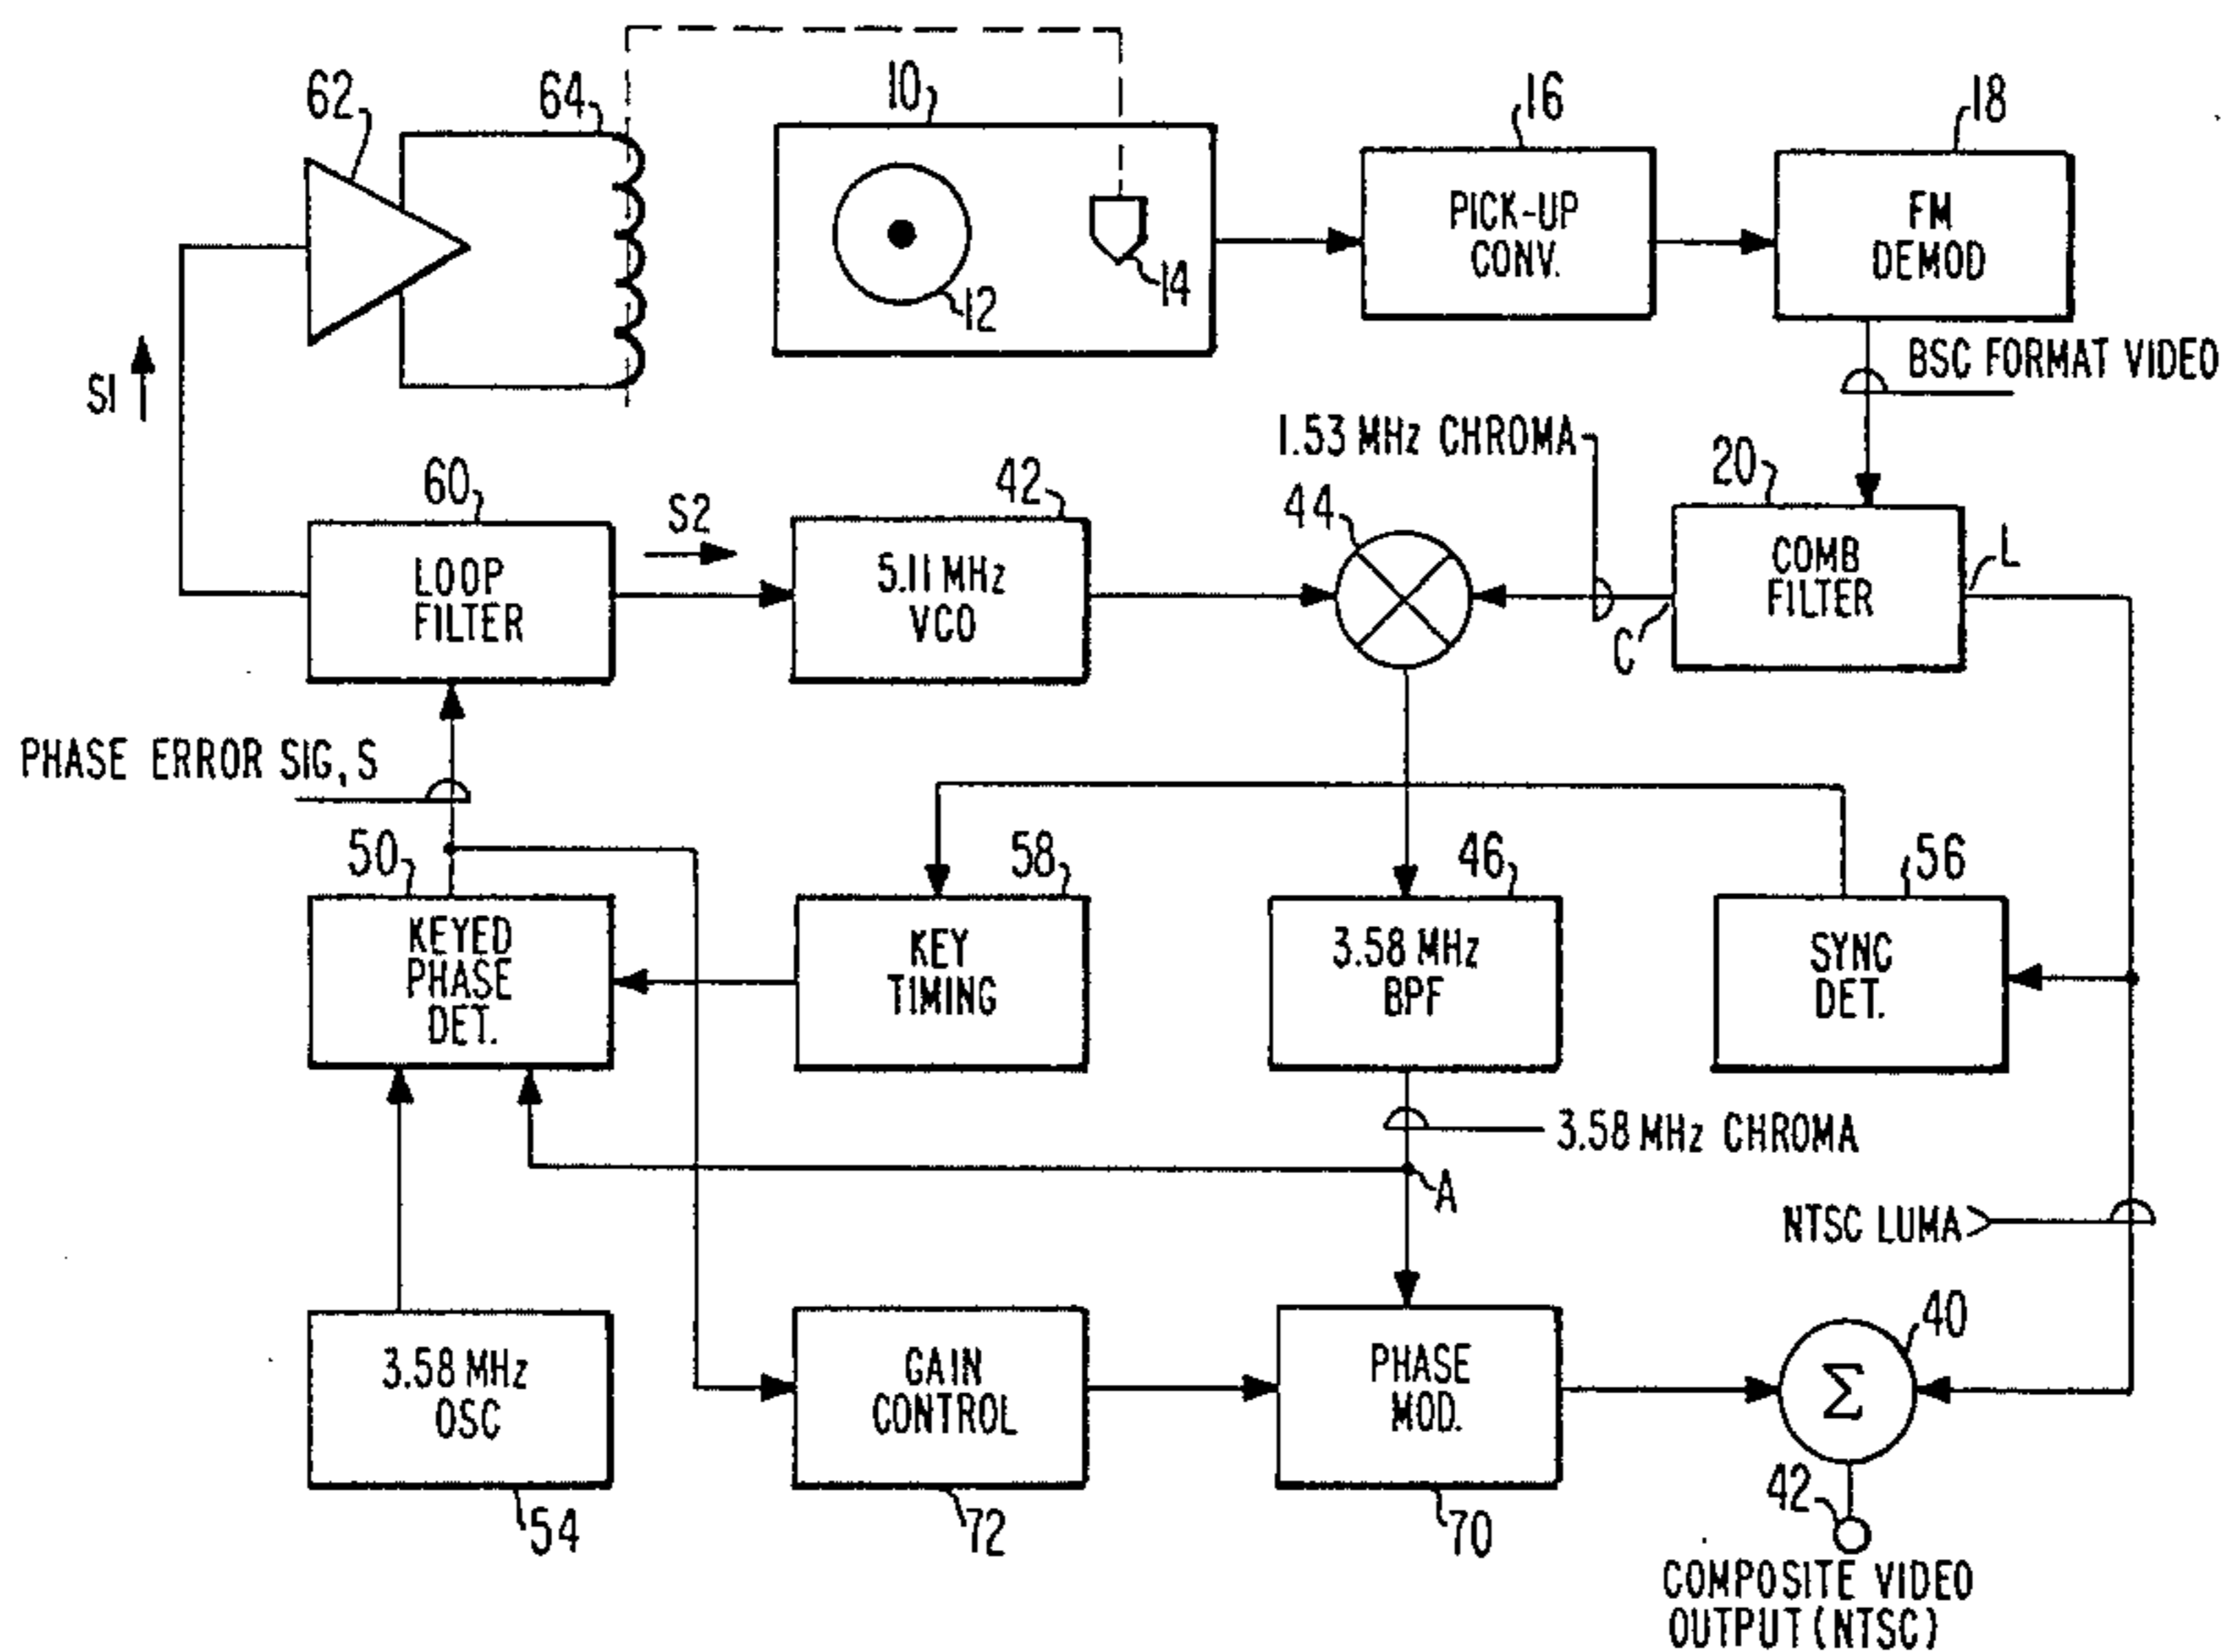 62
64
10
16
18
12
14
PICK-UP
CONV.
FM
DEMOD
S1
BSC FORMAT VIDEO
1.53 MHz CHROMA
60
S2
42
44
20
LOOP
FILTER
5.11 MHz
VCO
COMB
FILTER
L
C
PHASE ERROR SIG, S
50
58
46
56
KEYED
PHASE
DET.
KEY
TIMING
3.58 MHz
BPF
SYNC
DET.
3.58 MHz CHROMA
A
NTSC LUMA
40
3.58 MHz
OSC
GAIN
CONTROL
PHASE
MOD.
Σ
54
72
70
42
COMPOSITE VIDEO
OUTPUT (NTSC)